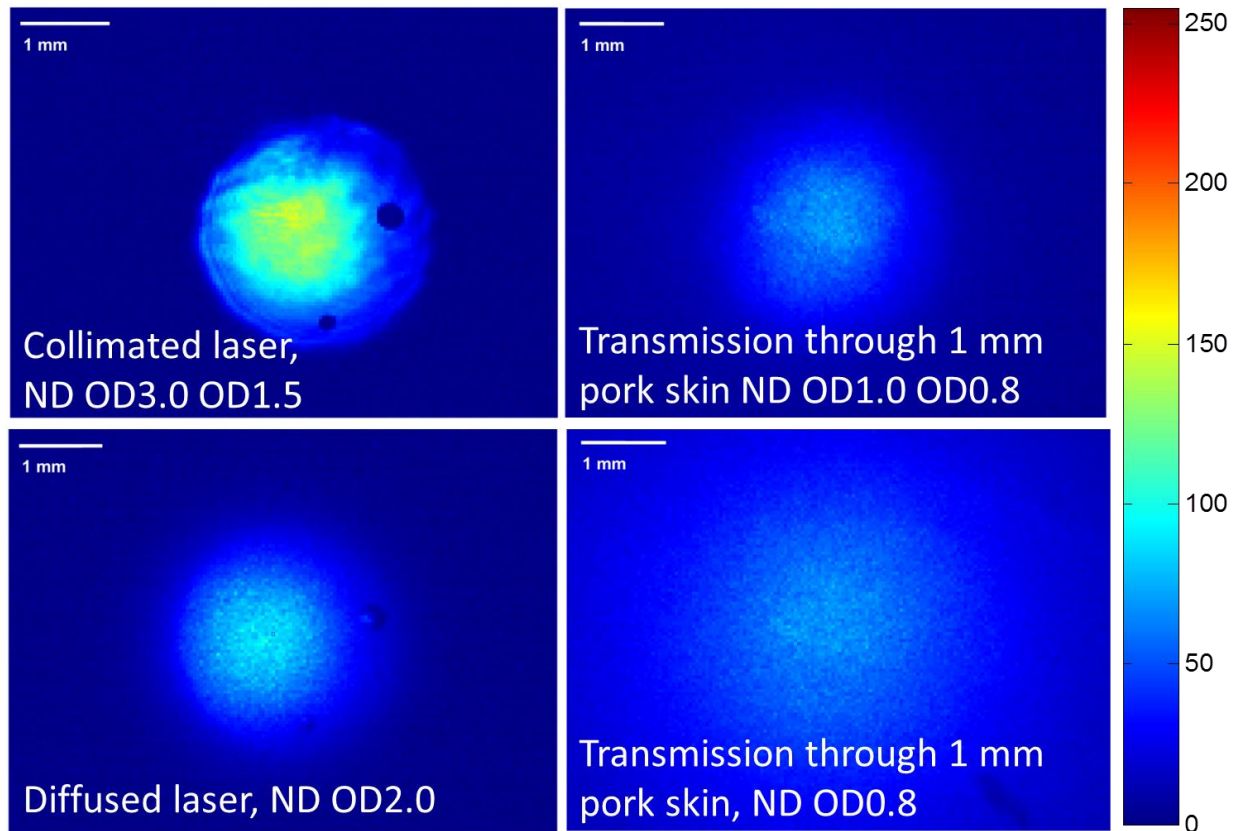 1 mm
Collimated laser,
ND OD3.0 OD1.5
1 mm
Transmission through 1 mm
pork skin ND OD1.0 OD0.8
1 mm
Diffused laser, ND OD2.0
1 mm
Transmission through 1 mm
pork skin, ND OD0.8
250
200
150
100
50
0